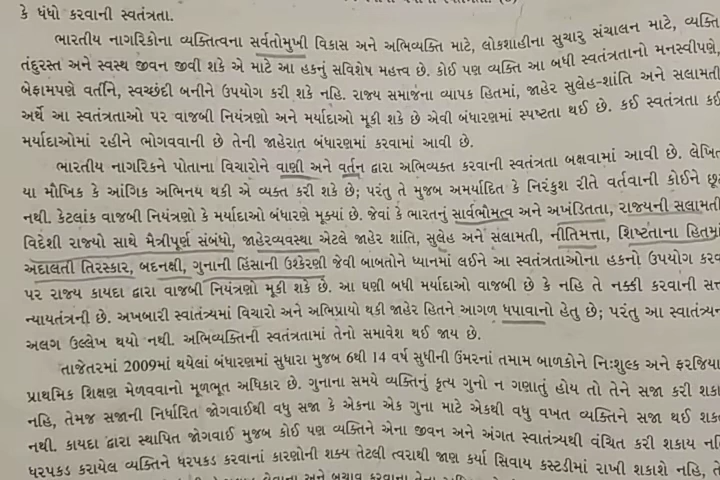 કે ધંધો કરવાની સ્વતંત્રતા.
ભારતીય નાગરિકોના વ્યક્તિત્વના સર્વતોમુખી વિકાસ અને અભિવ્યક્તિ માટે, લોકશાહીના સુચારુ સંચાલન માટે, વ્યક્તિ
તંદુરસ્ત અને સ્વસ્થ જીવન જીવી શકે એ માટે આ હકનું સવિશેષ મહત્ત્વ છે. કોઈ પણ વ્યક્તિ આ બધી સ્વતંત્રતાનો મનસ્વીપણે,
બેફામપણે વર્તીને, સ્વચ્છંદી બનીને ઉપયોગ કરી શકે નહિ. રાજ્ય સમાજના વ્યાપક હિતમાં, જાહેર સુલેહ-શાંતિ અને સલામતી
અર્થે આ સ્વતંત્રતાઓ પર વાજબી નિયંત્રણો અને મર્યાદાઓ મૂકી શકે છે એવી બંધારણમાં સ્પષ્ટતા થઈ છે. કઈ સ્વતંત્રતા કઈ
મર્યાદાઓમાં રહીને ભોગવવાની છે તેની જાહેરાત બંધારણમાં કરવામાં આવી છે.
ભારતીય નાગરિકને પોતાના વિચારોને વાણી અને વર્તન દ્વારા અભિવ્યક્ત કરવાની સ્વતંત્રતા બક્ષવામાં આવી છે. લેખિત
યા મૌખિક કે આંગિક અભિનય થકી એ વ્યક્ત કરી શકે છે; પરંતુ તે મુજબ અમર્યાદિત કે નિરંકુશ રીતે વર્તવાની કોઈને છૂટ
નથી. કેટલાંક વાજબી નિયંત્રણો કે મર્યાદાઓ બંધારણે મૂક્યાં છે. જેવાં કે ભારતનું સાર્વભૌમત્વ અને અખંડિતતા, રાજ્યની સલામતી
વિદેશી રાજ્યો સાથે મૈત્રીપૂર્ણ સંબંધો, જાહેરવ્યવસ્થા એટલે જાહેર શાંતિ, સુલેહ અને સલામતી, નીતિમત્તા, શિષ્ટતાના હિતમાં
અદાલતી તિરસ્કાર, બદનક્ષી, ગુનાની હિંસાની ઉશ્કેરણી જેવી બાબતોને ધ્યાનમાં લઈને આ સ્વતંત્રતાઓના હકનો ઉપયોગ કરવ
પર રાજ્ય કાયદા દ્વારા વાજબી નિયંત્રણો મૂકી શકે છે. આ ઘણી બધી મર્યાદાઓ વાજબી છે કે નહિ તે નક્કી કરવાની સત્ત
ન્યાયતંત્રની છે. અખબારી સ્વાતંત્ર્યમાં વિચારો અને અભિપ્રાયો થકી જાહેર હિતને આગળ ધપાવાનો હેતુ છે; પરંતુ આ સ્વાતંત્ર્યન
અલગ ઉલ્લેખ થયો નથી. અભિવ્યક્તિની સ્વતંત્રતામાં તેનો સમાવેશ થઈ જાય છે.
તાજેતરમાં 2009માં થયેલાં બંધારણમાં સુધારા મુજબ 6થી 14 વર્ષ સુધીની ઉંમરનાં તમામ બાળકોને નિઃશુલ્ક અને ફરજિયા
પ્રાથમિક શિક્ષણ મેળવવાનો મૂળભૂત અધિકાર છે. ગુનાના સમયે વ્યક્તિનું કૃત્ય ગુનો ન ગણાતું હોય તો તેને સજા કરી શકા
નહિ, તેમજ સજાની નિર્ધારિત જોગવાઈથી વધુ સજા કે એકના એક ગુના માટે એકથી વધુ વખત વ્યક્તિને સજા થઈ શક
નથી. કાયદા દ્વારા સ્થાપિત જોગવાઈ મુજબ કોઈ પણ વ્યક્તિને એના જીવન અને અંગત સ્વાતંત્ર્યથી વંચિત કરી શકાય નહિ
ધરપકડ કરાયેલ વ્યક્તિને ધરપકડ કરવાનાં કારણોની શક્ય તેટલી ત્વરાથી જાણ કર્યા સિવાય કસ્ટડીમાં રાખી શકાશે નહિ, તે